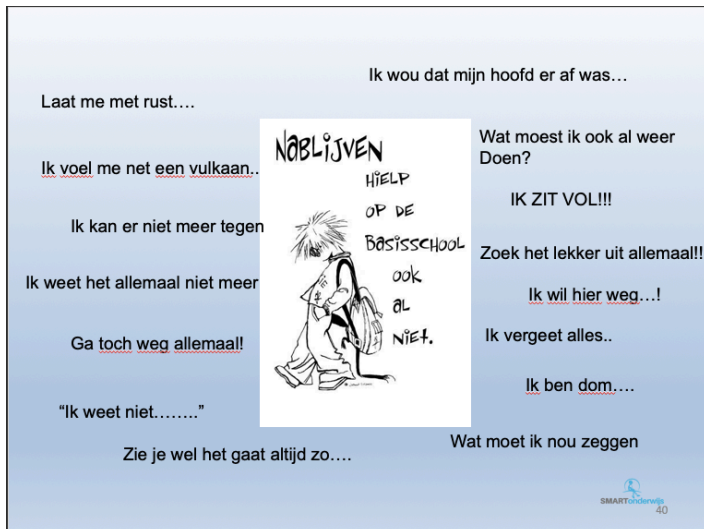 Ik wou dat mijn hoofd er af was…
Laat me met rust….
Wat moest ik ook al weer
Doen?
Ik voel me net een vulkaan..
IK ZIT VOL!!!
Ik kan er niet meer tegen
Zoek het lekker uit allemaal!!
Ik weet het allemaal niet meer
Ik wil hier weg…!
Ga toch weg allemaal!
Ik vergeet alles..
Ik ben dom….
“Ik weet niet……..”
Wat moet ik nou zeggen
Zie je wel het gaat altijd zo….
NABLIJVEN
HIELP
OP DE
BASISSCHOOL
OOK
AL
NIET.
SMARTonderwijs
40